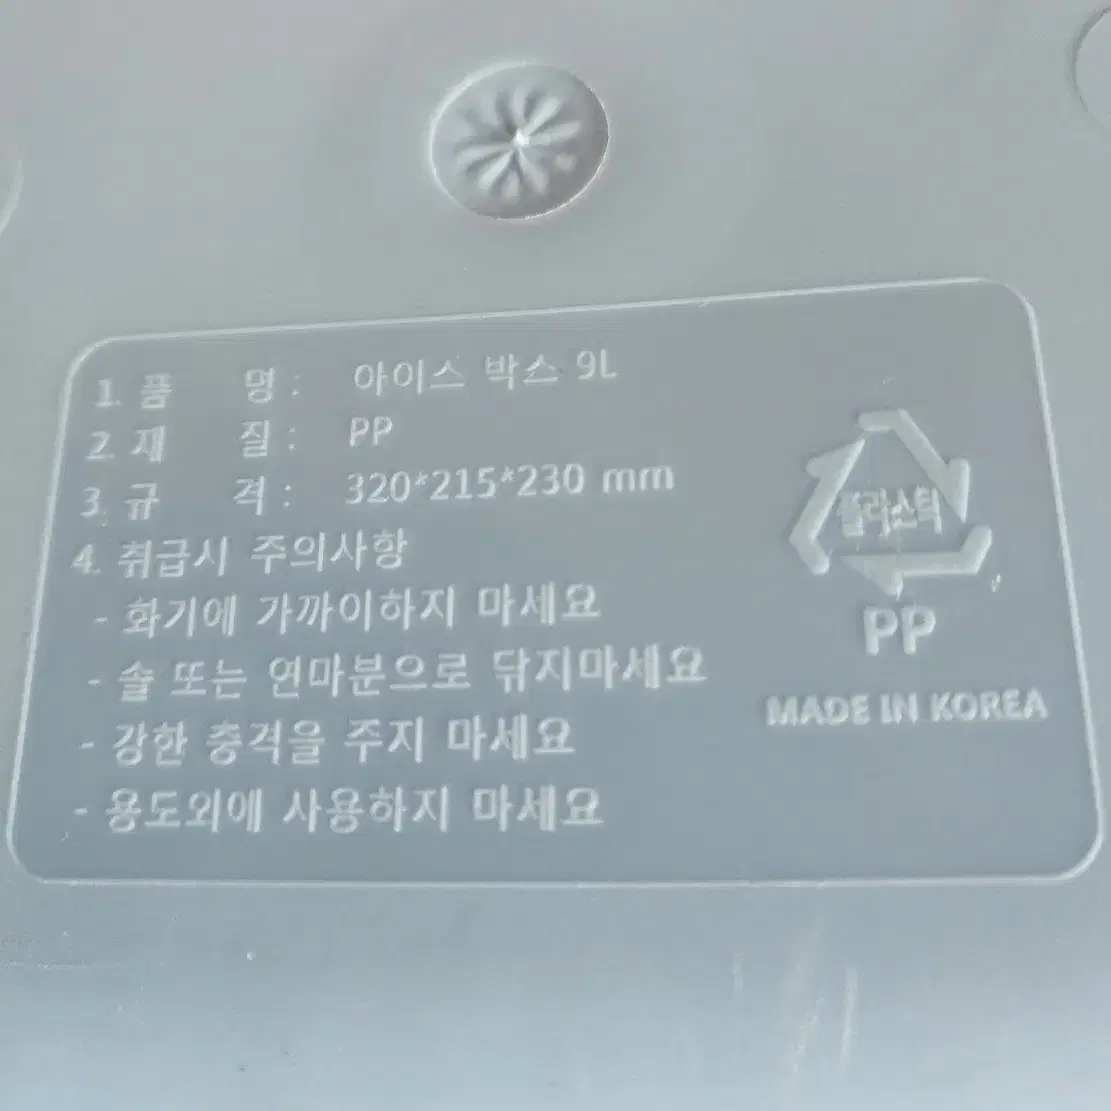 1. 품 명 : 아이스 박스 9L
2. 재 질 : PP
3. 규 격 : 320*215*230 mm
4. 취급시 주의사항
- 화기에 가까이하지 마세요
- 솔 또는 연마분으로 닦지마세요
- 강한 충격을 주지 마세요
- 용도외에 사용하지 마세요
플라스틱
PP
MADE IN KOREA